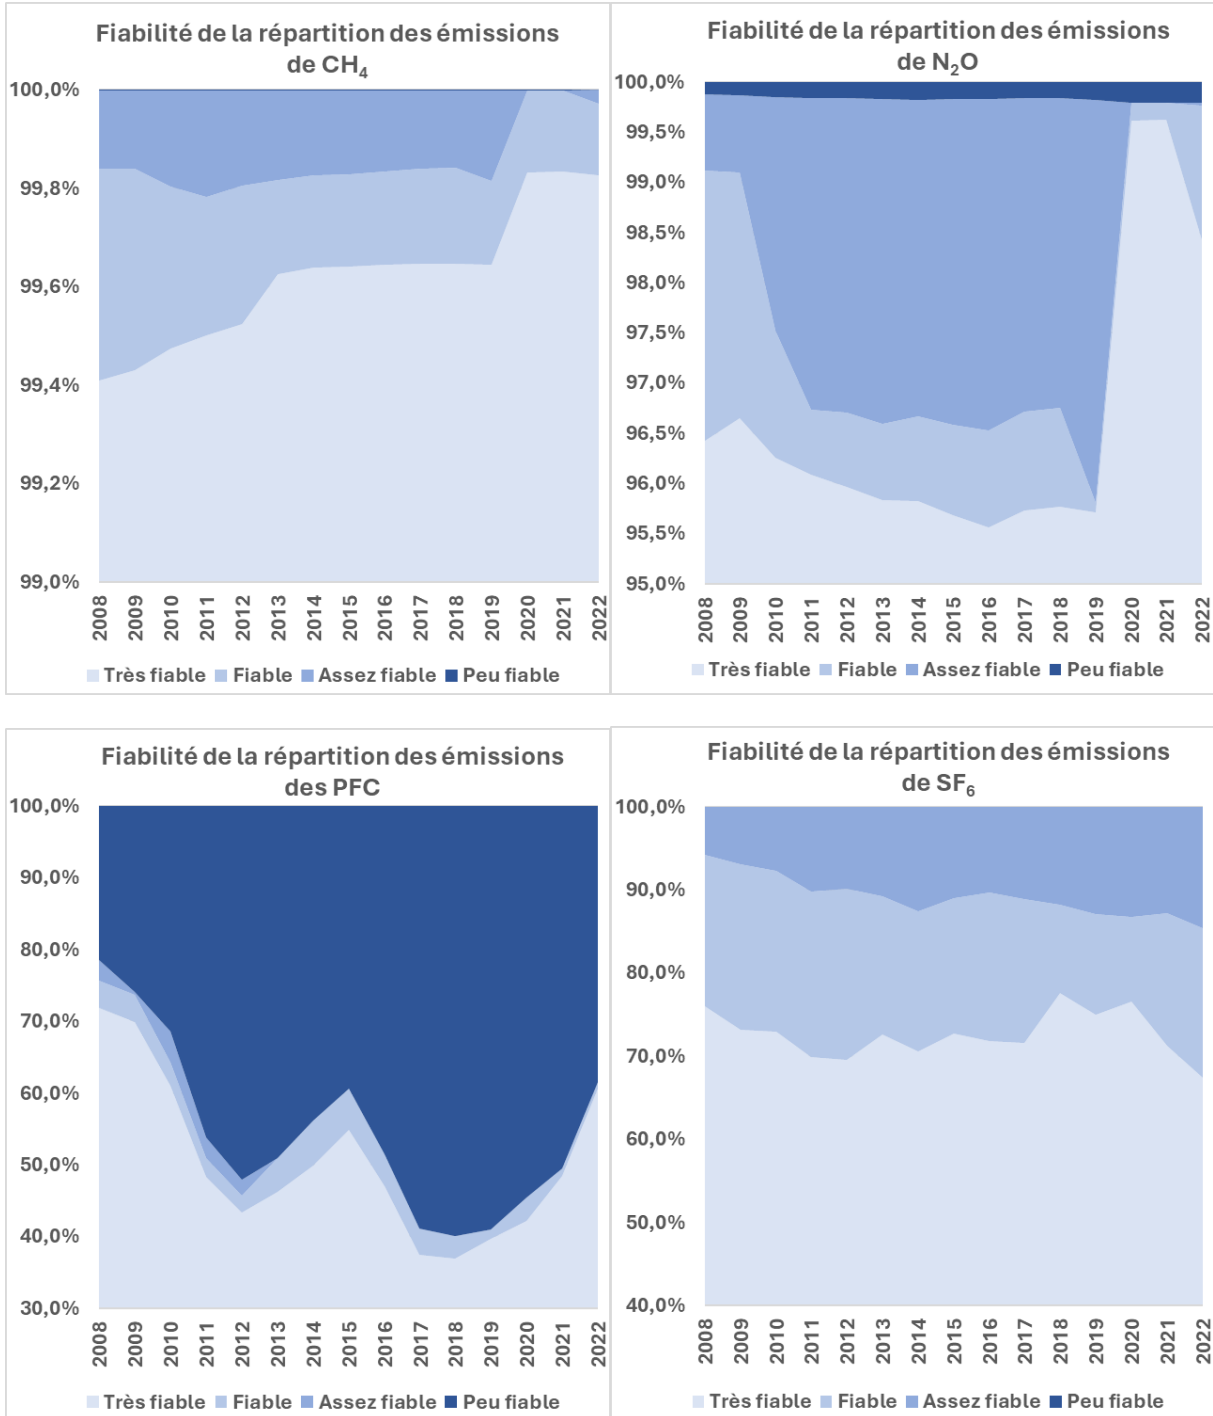 Fiabilité de la répartition des émissions
de CH₄
100,0%
99,8%
99,6%
99,4%
99,2%
99,0%
2008 2009 2010 2011 2012 2013 2014 2015 2016 2017 2018 2019 2020 2021 2022
Très fiable Fiable Assez fiable Peu fiable
Fiabilité de la répartition des émissions
de N₂O
100,0%
99,5%
99,0%
98,5%
98,0%
97,5%
97,0%
96,5%
96,0%
95,5%
95,0%
2008 2009 2010 2011 2012 2013 2014 2015 2016 2017 2018 2019 2020 2021 2022
Très fiable Fiable Assez fiable Peu fiable
Fiabilité de la répartition des émissions
des PFC
100,0%
90,0%
80,0%
70,0%
60,0%
50,0%
40,0%
30,0%
2008 2009 2010 2011 2012 2013 2014 2015 2016 2017 2018 2019 2020 2021 2022
Très fiable Fiable Assez fiable Peu fiable
Fiabilité de la répartition des émissions
de SF₆
100,0%
90,0%
80,0%
70,0%
60,0%
50,0%
40,0%
2008 2009 2010 2011 2012 2013 2014 2015 2016 2017 2018 2019 2020 2021 2022
Très fiable Fiable Assez fiable Peu fiable